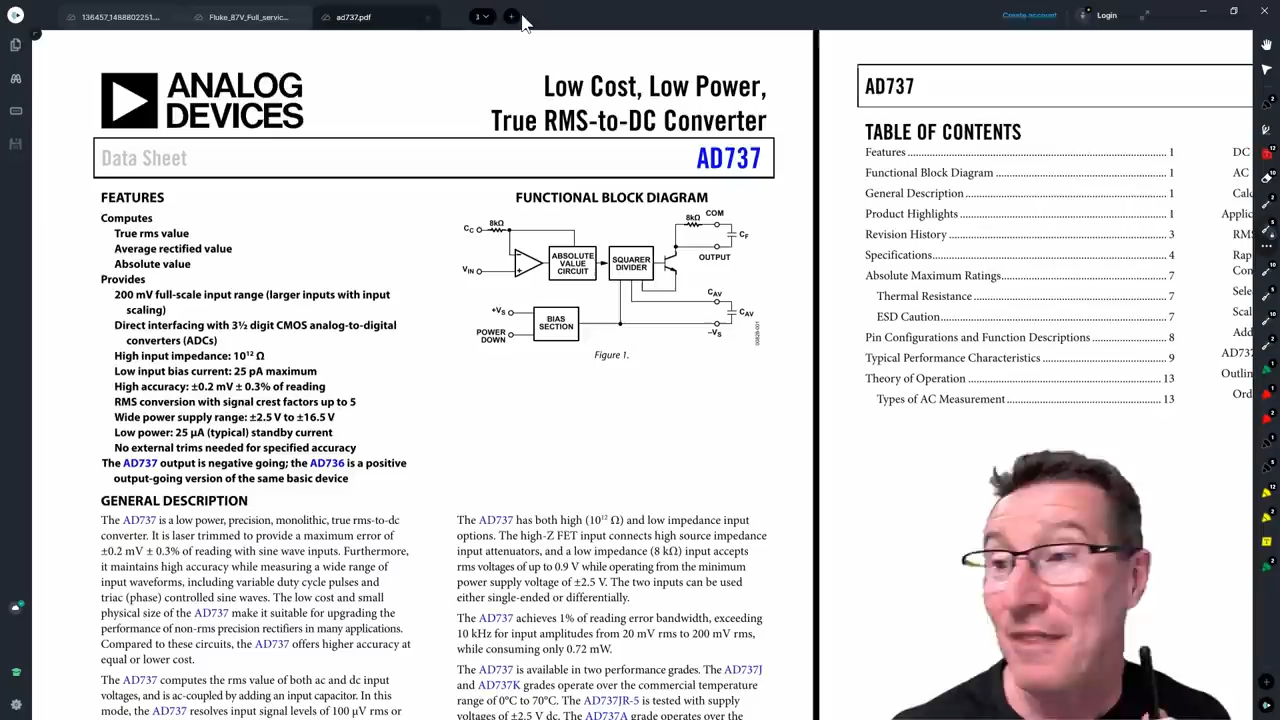 136457_1488802251....
Fluke_87V_Full_servic...
ad737.pdf
1
Create account
Login
ANALOG
DEVICES
Low Cost, Low Power,
True RMS-to-DC Converter
Data Sheet
AD737
FEATURES
Computes
True rms value
Average rectified value
Absolute value
Provides
200 mV full-scale input range (larger inputs with input
scaling)
Direct interfacing with 3½ digit CMOS analog-to-digital
converters (ADCs)
High input impedance: 10¹² Ω
Low input bias current: 25 pA maximum
High accuracy: ±0.2 mV ± 0.3% of reading
RMS conversion with signal crest factors up to 5
Wide power supply range: ±2.5 V to ±16.5 V
Low power: 25 µA (typical) standby current
No external trims needed for specified accuracy
The AD737 output is negative going; the AD736 is a positive
output-going version of the same basic device
GENERAL DESCRIPTION
The AD737 is a low power, precision, monolithic, true rms-to-dc
converter. It is laser trimmed to provide a maximum error of
±0.2 mV ± 0.3% of reading with sine wave inputs. Furthermore,
it maintains high accuracy while measuring a wide range of
input waveforms, including variable duty cycle pulses and
triac (phase) controlled sine waves. The low cost and small
physical size of the AD737 make it suitable for upgrading the
performance of non-rms precision rectifiers in many applications.
Compared to these circuits, the AD737 offers higher accuracy at
equal or lower cost.
The AD737 computes the rms value of both ac and dc input
voltages, and is ac-coupled by adding an input capacitor. In this
mode, the AD737 resolves input signal levels of 100 µV rms or
FUNCTIONAL BLOCK DIAGRAM
CC
8kΩ
VIN
ABSOLUTE
VALUE
CIRCUIT
SQUARER
DIVIDER
8kΩ
COM
CF
OUTPUT
CAV
CAV
+VS
POWER
DOWN
BIAS
SECTION
–VS
00828-001
Figure 1.
The AD737 has both high (10¹² Ω) and low impedance input
options. The high-Z FET input connects high source impedance
input attenuators, and a low impedance (8 kΩ) input accepts
rms voltages of up to 0.9 V while operating from the minimum
power supply voltage of ±2.5 V. The two inputs can be used
either single-ended or differentially.
The AD737 achieves 1% of reading error bandwidth, exceeding
10 kHz for input amplitudes from 20 mV rms to 200 mV rms,
while consuming only 0.72 mW.
The AD737 is available in two performance grades. The AD737J
and AD737K grades operate over the commercial temperature
range of 0°C to 70°C. The AD737JR-5 is tested with supply
voltages of ±2.5 V dc. The AD737A grade operates over the
AD737
TABLE OF CONTENTS
Features ................................................ 1
Functional Block Diagram ................................ 1
General Description ..................................... 1
Product Highlights ...................................... 1
Revision History ........................................ 3
Specifications .......................................... 4
Absolute Maximum Ratings ................................ 7
Thermal Resistance ...................................... 7
ESD Caution ............................................. 7
Pin Configurations and Function Descriptions ............ 8
Typical Performance Characteristics ..................... 9
Theory of Operation ..................................... 13
Types of AC Measurement ................................. 13
DC
AC
Calc
Applic
RMS
Rap
Con
Sele
Scal
Add
AD737
Outlin
Ord